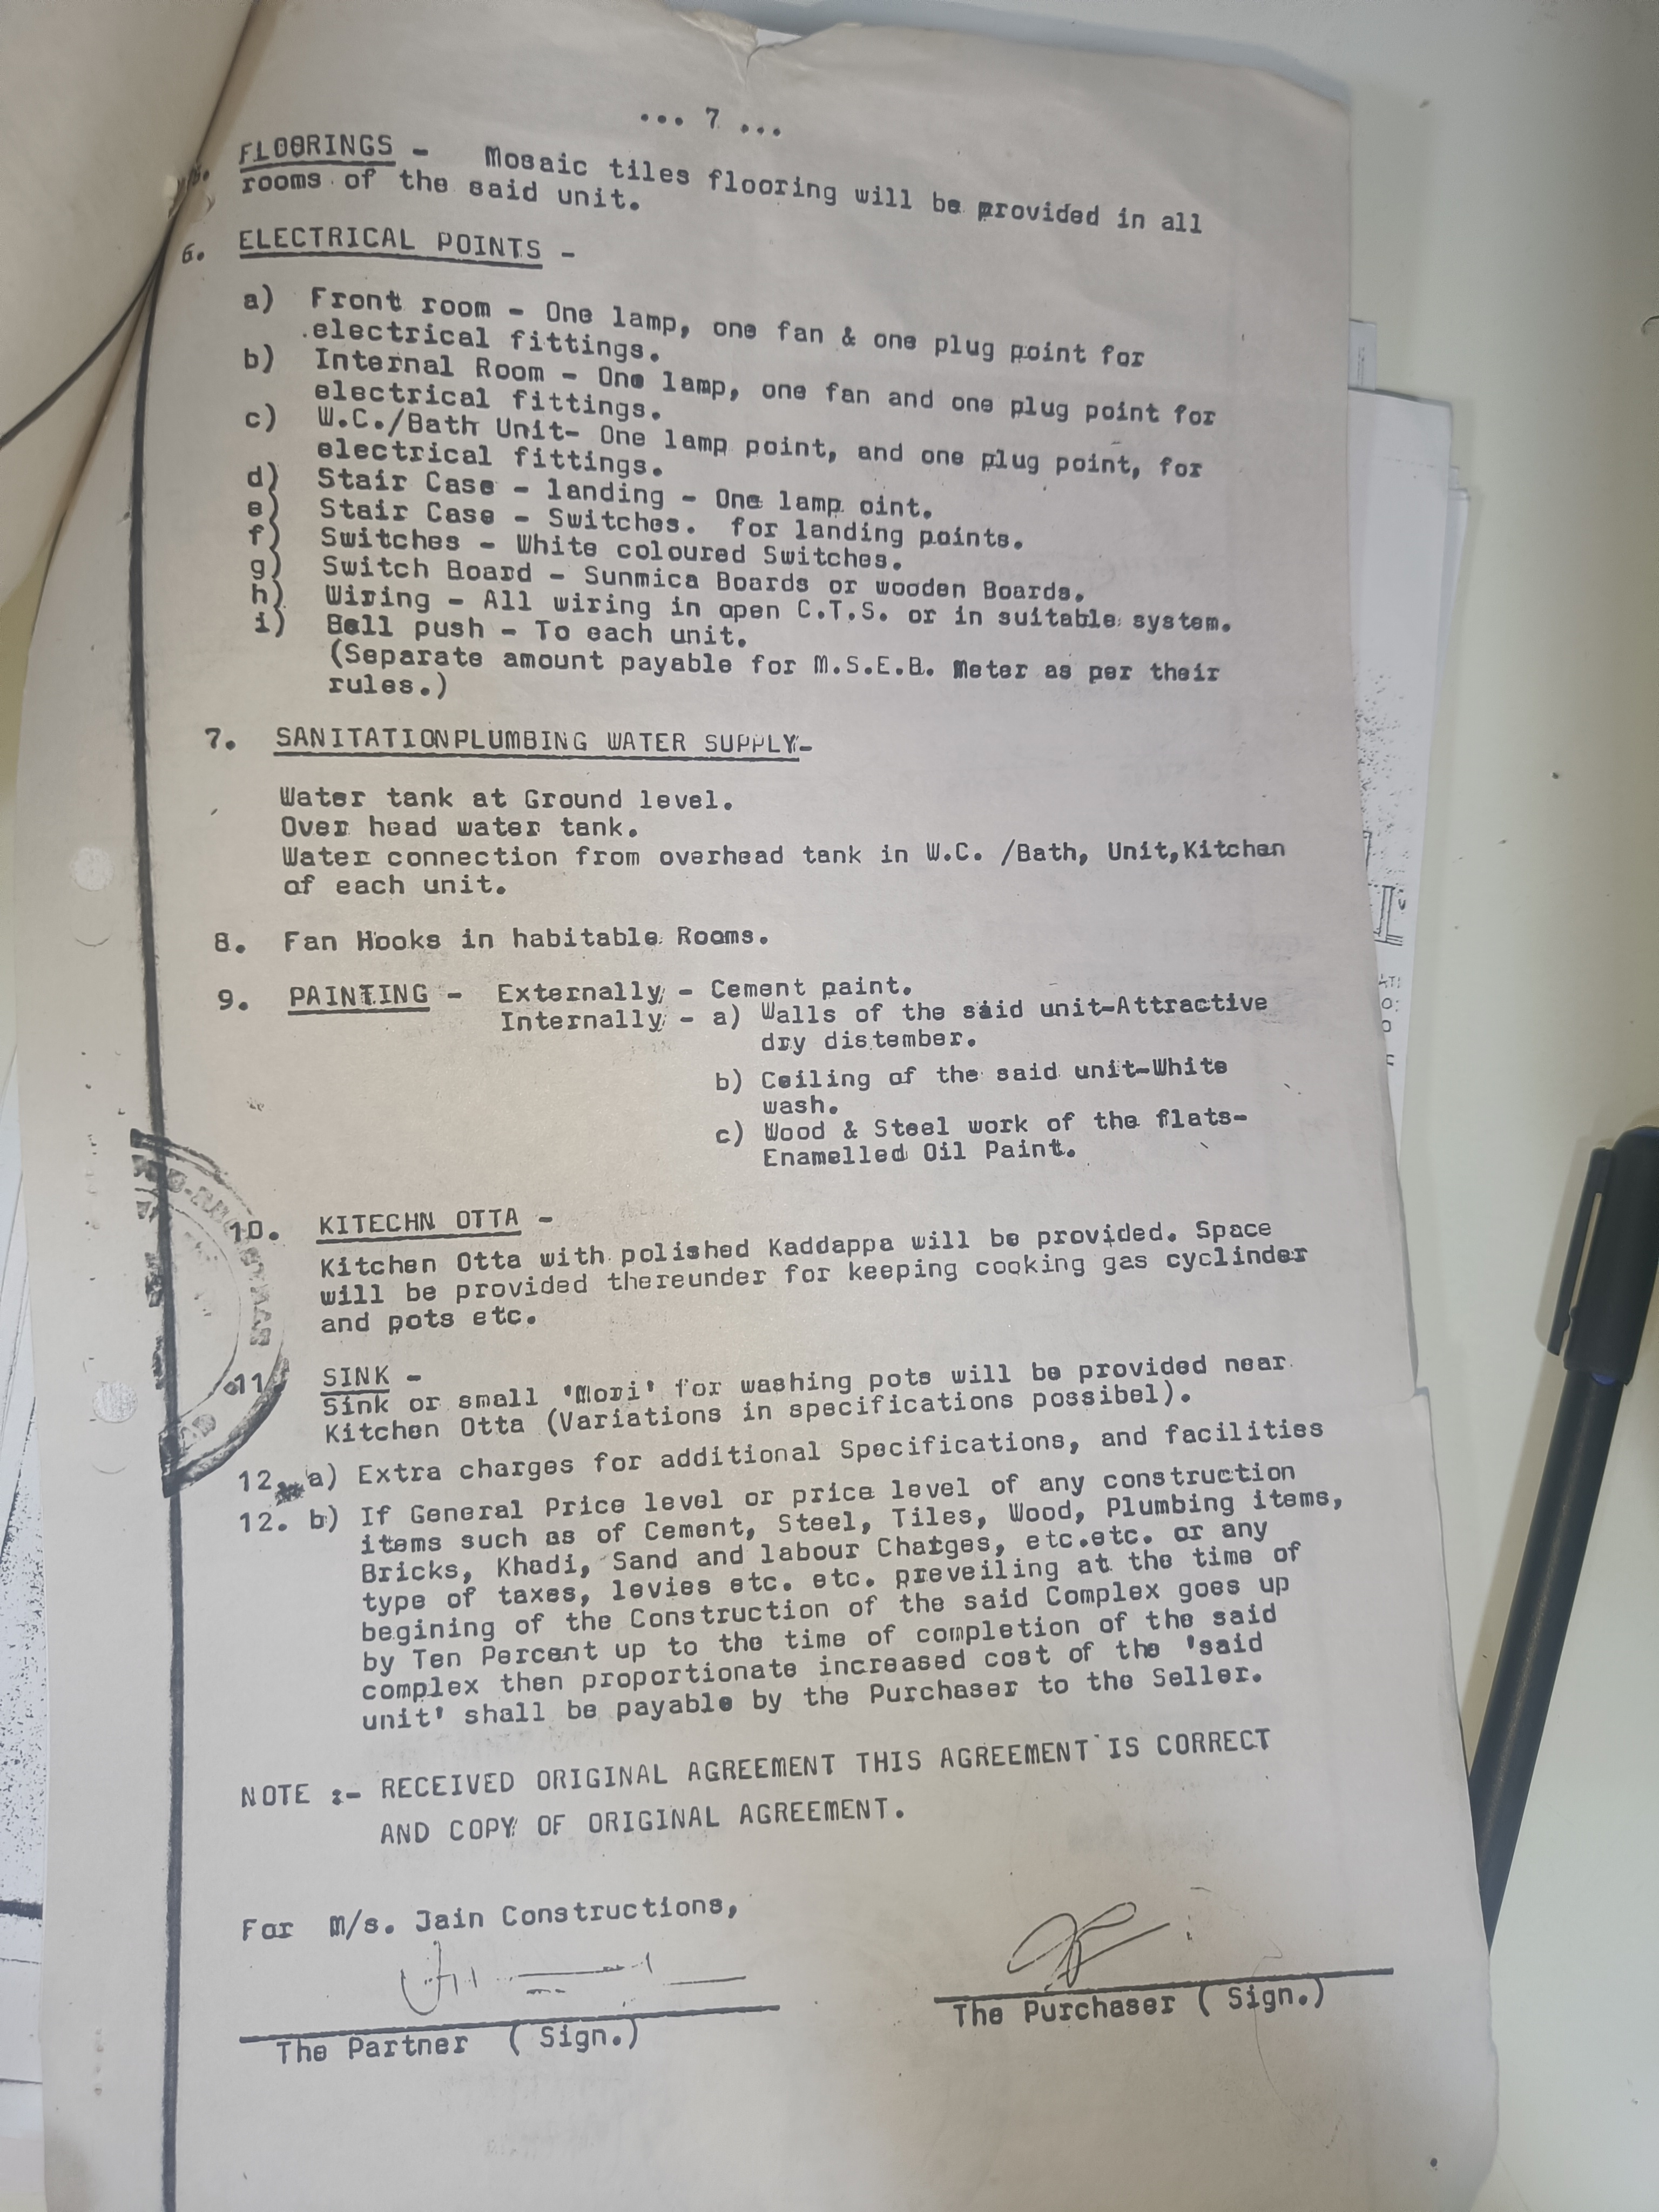 ... 7 ...
FLOORINGS - Mosaic tiles flooring will be provided in all
rooms of the said unit.
6. ELECTRICAL POINTS -
a) Front room - One lamp, one fan & one plug point for
electrical fittings.
b) Internal Room - One lamp, one fan and one plug point for
electrical fittings.
c) W.C./Bath Unit- One lamp point, and one plug point, for
electrical fittings.
d) Stair Case - landing - One lamp oint.
e) Stair Case - Switches. for landing points.
f) Switches - White coloured Switches.
g) Switch Board - Sunmica Boards or wooden Boards.
h) Wiring - All wiring in open C.T.S. or in suitable system.
i) Bell push - To each unit.
(Separate amount payable for M.S.E.B. Meter as per their
rules.)
7. SANITATIONPLUMBING WATER SUPPLY-
Water tank at Ground level.
Over head water tank.
Water connection from overhead tank in W.C. /Bath, Unit,Kitchen
of each unit.
8. Fan Hooks in habitable Rooms.
9. PAINTING - Externally - Cement paint.
Internally - a) Walls of the said unit-Attractive
dry distember.
b) Ceiling of the said unit-White
wash.
c) Wood & Steel work of the flats-
Enamelled Oil Paint.
10. KITECHN OTTA -
Kitchen Otta with polished Kaddappa will be provided. Space
will be provided thereunder for keeping cooking gas cyclinder
and pots etc.
11 SINK -
Sink or small 'Mori' for washing pots will be provided near
Kitchen Otta (Variations in specifications possibel).
12. a) Extra charges for additional Specifications, and facilities
12. b) If General Price level or price level of any construction
items such as of Cement, Steel, Tiles, Wood, Plumbing items,
Bricks, Khadi, Sand and labour Charges, etc.etc. or any
type of taxes, levies etc. etc. preveiling at the time of
begining of the Construction of the said Complex goes up
by Ten Percent up to the time of completion of the said
complex then proportionate increased cost of the 'said
unit' shall be payable by the Purchaser to the Seller.
NOTE :- RECEIVED ORIGINAL AGREEMENT THIS AGREEMENT IS CORRECT
AND COPY OF ORIGINAL AGREEMENT.
For M/s. Jain Constructions,
The Partner ( Sign.)
The Purchaser ( Sign.)